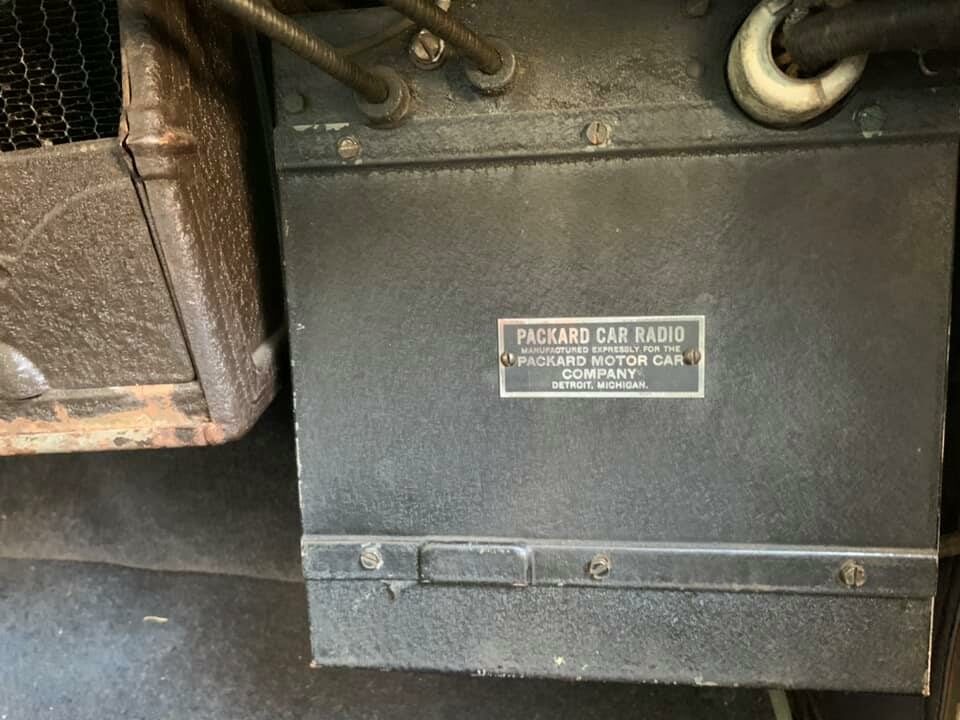 PACKARD CAR RADIO
MANUFACTURED EXPRESSLY FOR THE
PACKARD MOTOR CAR
COMPANY
DETROIT, MICHIGAN.